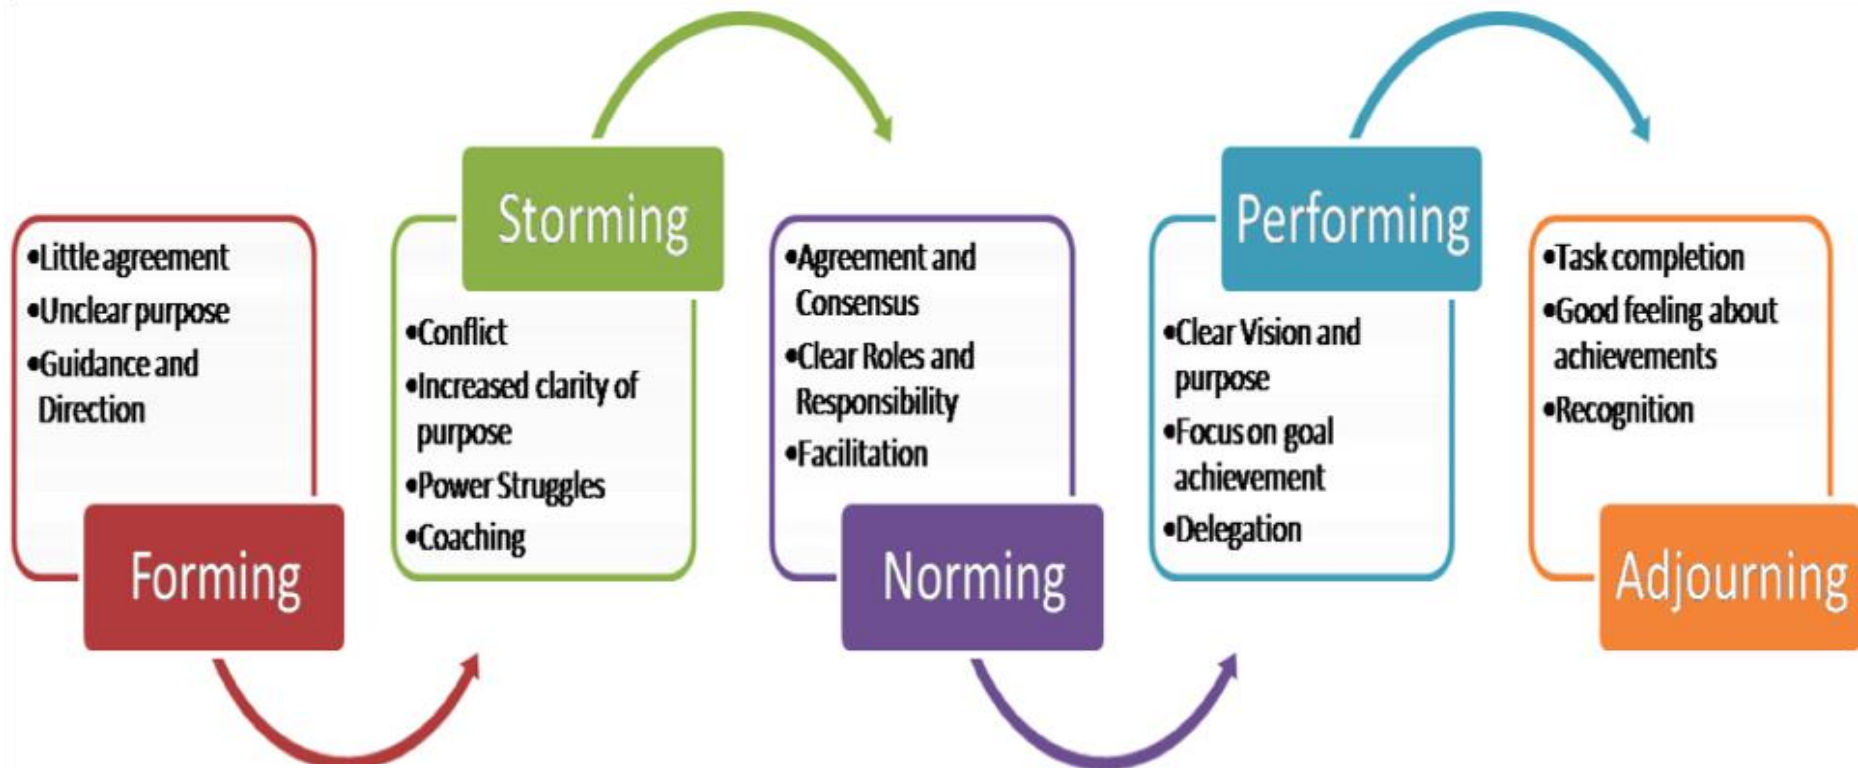 •Little agreement
•Unclear purpose
•Guidance and
Direction
Forming
Storming
•Conflict
•Increased clarity of
purpose
•Power Struggles
•Coaching
•Agreement and
Consensus
•Clear Roles and
Responsibility
•Facilitation
Norming
Performing
•Clear Vision and
purpose
•Focus on goal
achievement
•Delegation
•Task completion
•Good feeling about
achievements
•Recognition
Adjourning